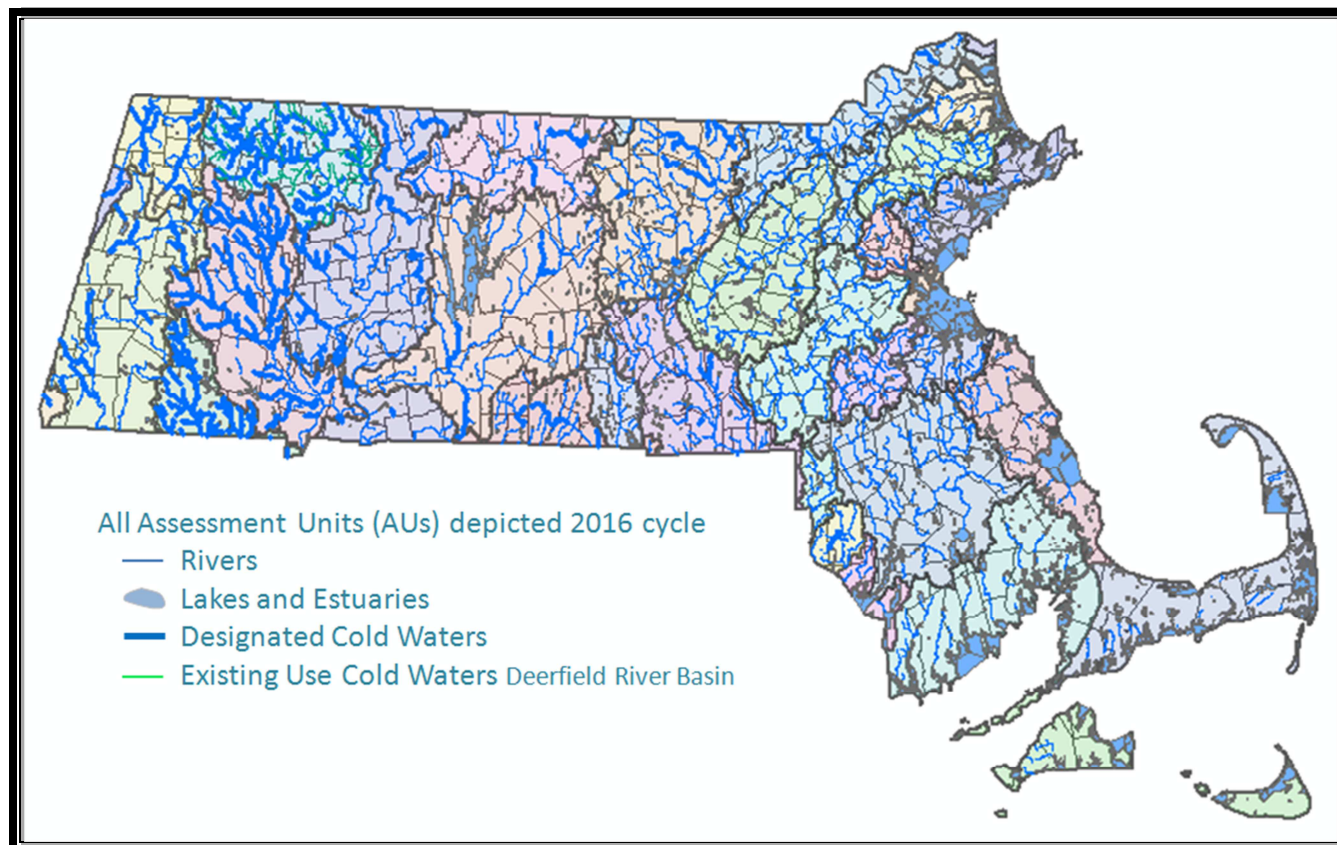 All Assessment Units (AUs) depicted 2016 cycle
Rivers
Lakes and Estuaries
Designated Cold Waters
Existing Use Cold Waters Deerfield River Basin